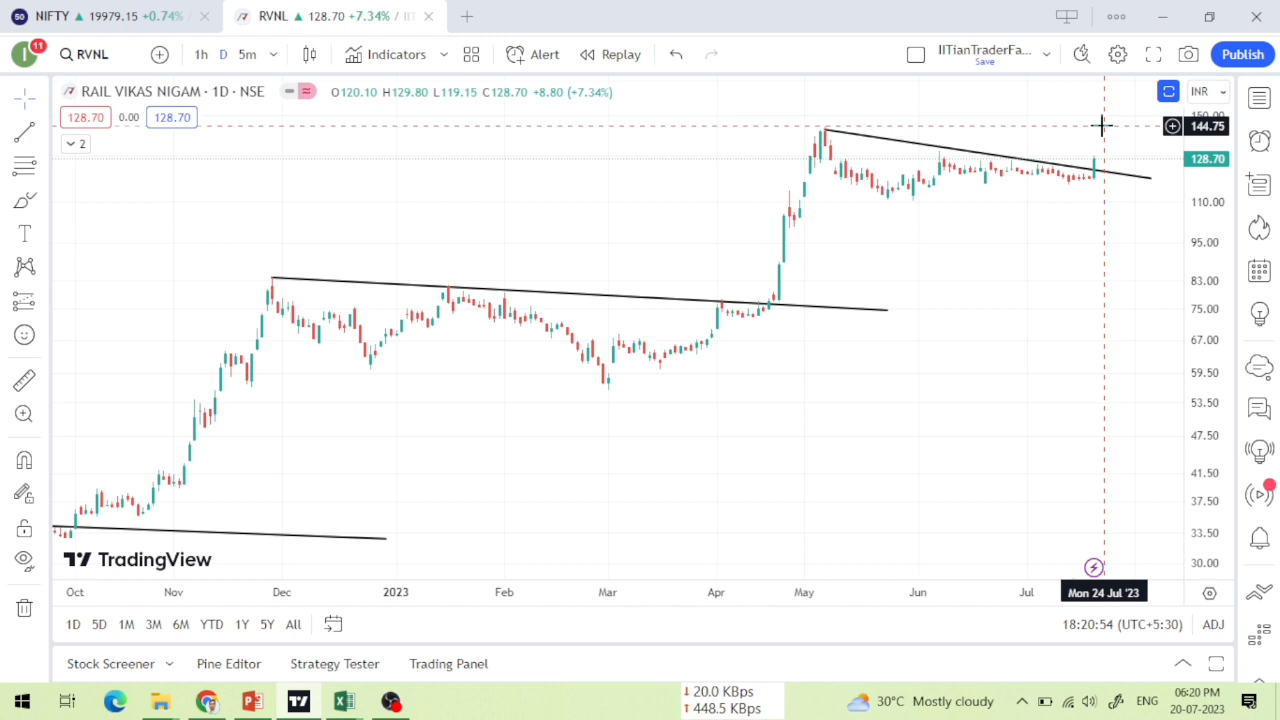 50 NIFTY ▲ 19979.15 +0.74% /
RVNL ▲ 128.70 +7.34% / IIT
11
RVNL 1h D 5m Indicators Alert Replay IITianTraderFa... Save Publish
RAIL VIKAS NIGAM · 1D · NSE O120.10 H129.80 L119.15 C128.70 +8.80 (+7.34%) INR
128.70 0.00 128.70
2
150.00
144.75
128.70
110.00
95.00
83.00
75.00
67.00
59.50
53.50
47.50
41.50
37.50
33.50
30.00
TradingView
Oct Nov Dec 2023 Feb Mar Apr May Jun Jul Mon 24 Jul '23
1D 5D 1M 3M 6M YTD 1Y 5Y All 18:20:54 (UTC+5:30) ADJ
Stock Screener Pine Editor Strategy Tester Trading Panel
↓ 20.0 KBps
↑ 448.5 KBps
30°C Mostly cloudy ENG
06:20 PM
20-07-2023